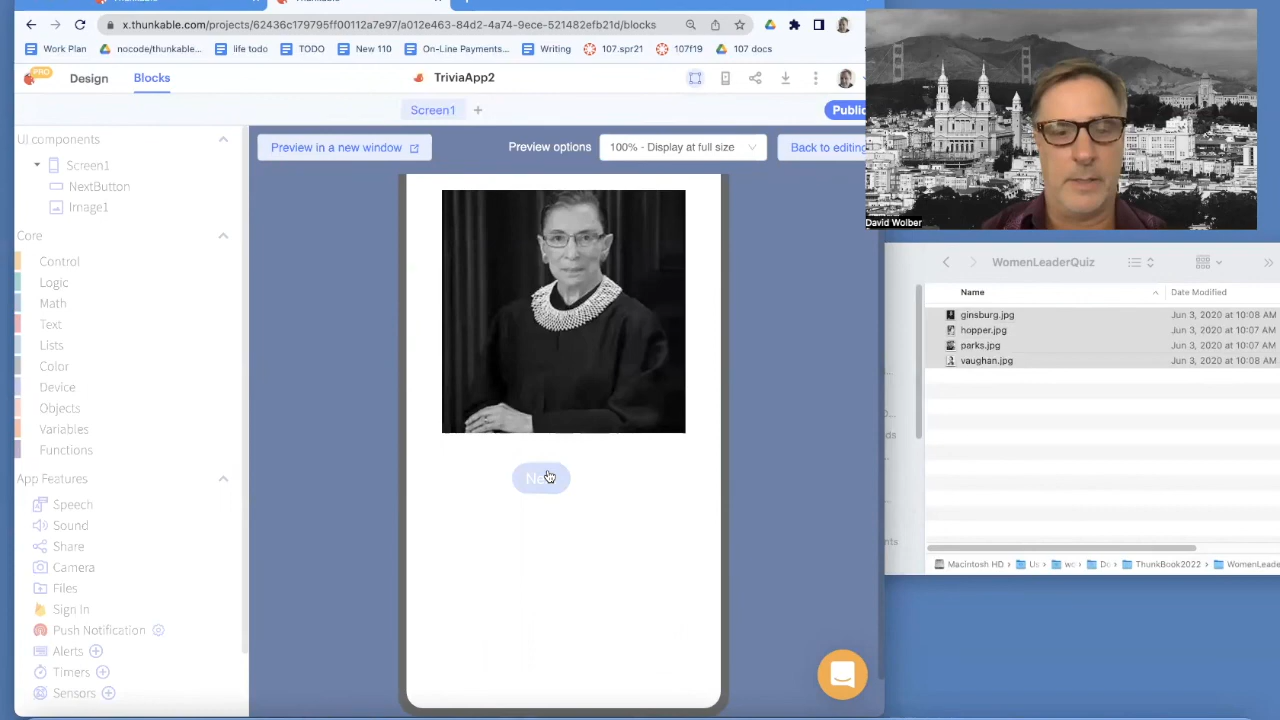 x.thunkable.com/projects/62436c179795ff00112a7e97/a012e463-84d2-4a74-9ece-521482efb21d/blocks
Work Plan
nocode/thunkable...
life todo
TODO
New 110
On-Line Payments...
Writing
107.spr21
107f19
107 docs
PRO
Design
Blocks
TriviaApp2
Screen1
Public
Preview in a new window
Preview options
100% - Display at full size
Back to editing
UI components
Screen1
NextButton
Image1
Core
Control
Logic
Math
Text
Lists
Color
Device
Objects
Variables
Functions
App Features
Speech
Sound
Share
Camera
Files
Sign In
Push Notification
Alerts
Timers
Sensors
David Wolber
WomenLeaderQuiz
Name
Date Modified
ginsburg.jpg Jun 3, 2020 at 10:08 AM
hopper.jpg Jun 3, 2020 at 10:07 AM
parks.jpg Jun 3, 2020 at 10:07 AM
vaughan.jpg Jun 3, 2020 at 10:08 AM
Macintosh HD › Us › wo › Do › ThunkBook2022 › WomenLeade